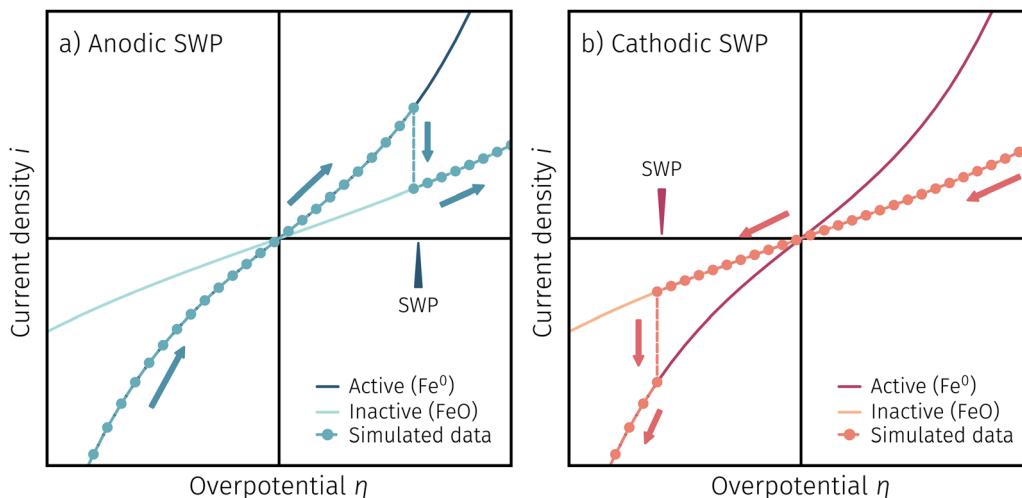 a) Anodic SWP
Current density i
SWP
Active (Fe⁰)
Inactive (FeO)
Simulated data
Overpotential η
b) Cathodic SWP
Current density i
SWP
Active (Fe⁰)
Inactive (FeO)
Simulated data
Overpotential η